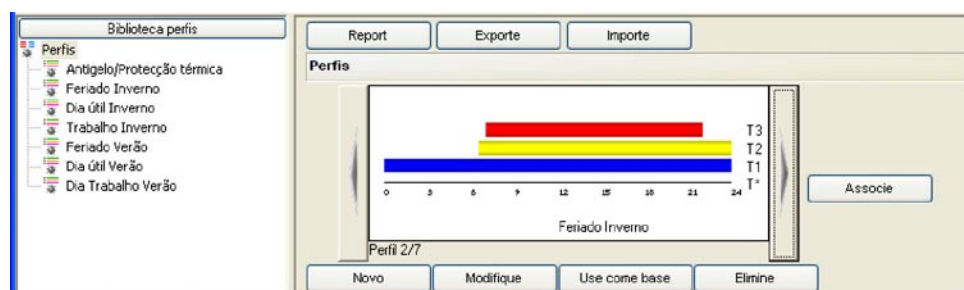 Biblioteca perfis
Perfis
Antigelo/Protecção térmica
Feriado Inverno
Dia útil Inverno
Trabalho Inverno
Feriado Verão
Dia útil Verão
Dia Trabalho Verão
Report Exporte Importe
Perfis
T3
T2
T1
0 3 6 9 12 15 18 21 24 T°
Feriado Inverno
Perfil 2/7
Associe
Novo Modifique Use come base Elimine